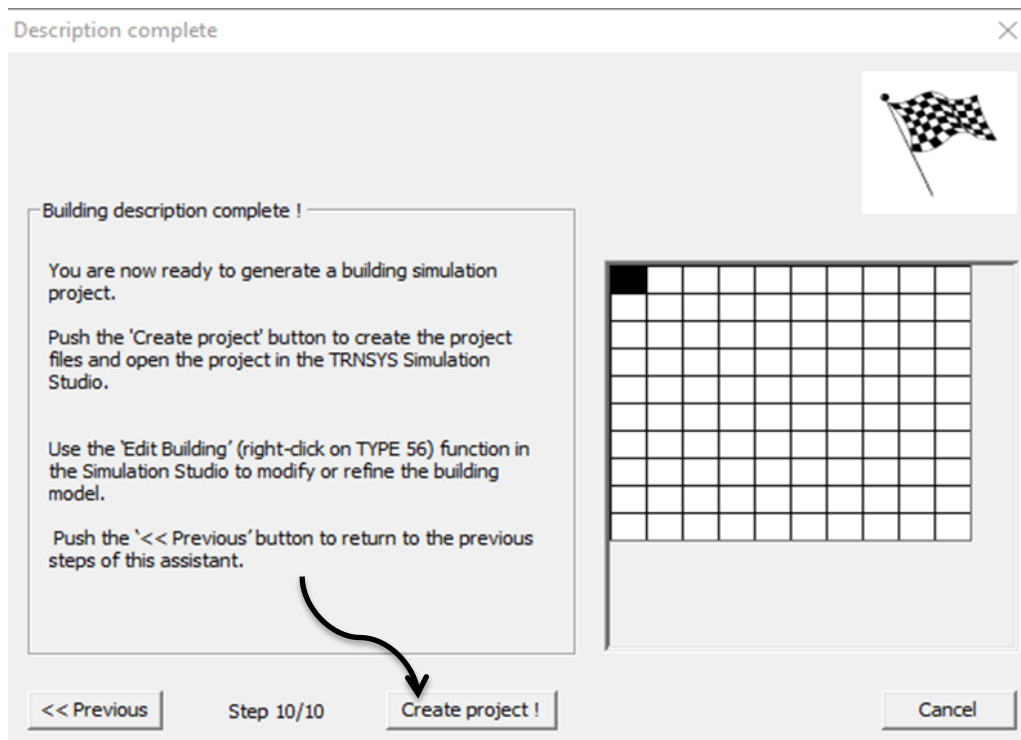 Description complete
Building description complete !
You are now ready to generate a building simulation
project.
Push the 'Create project' button to create the project
files and open the project in the TRNSYS Simulation
Studio.
Use the 'Edit Building' (right-click on TYPE 56) function in
the Simulation Studio to modify or refine the building
model.
Push the '<< Previous' button to return to the previous
steps of this assistant.
<< Previous
Step 10/10
Create project !
Cancel